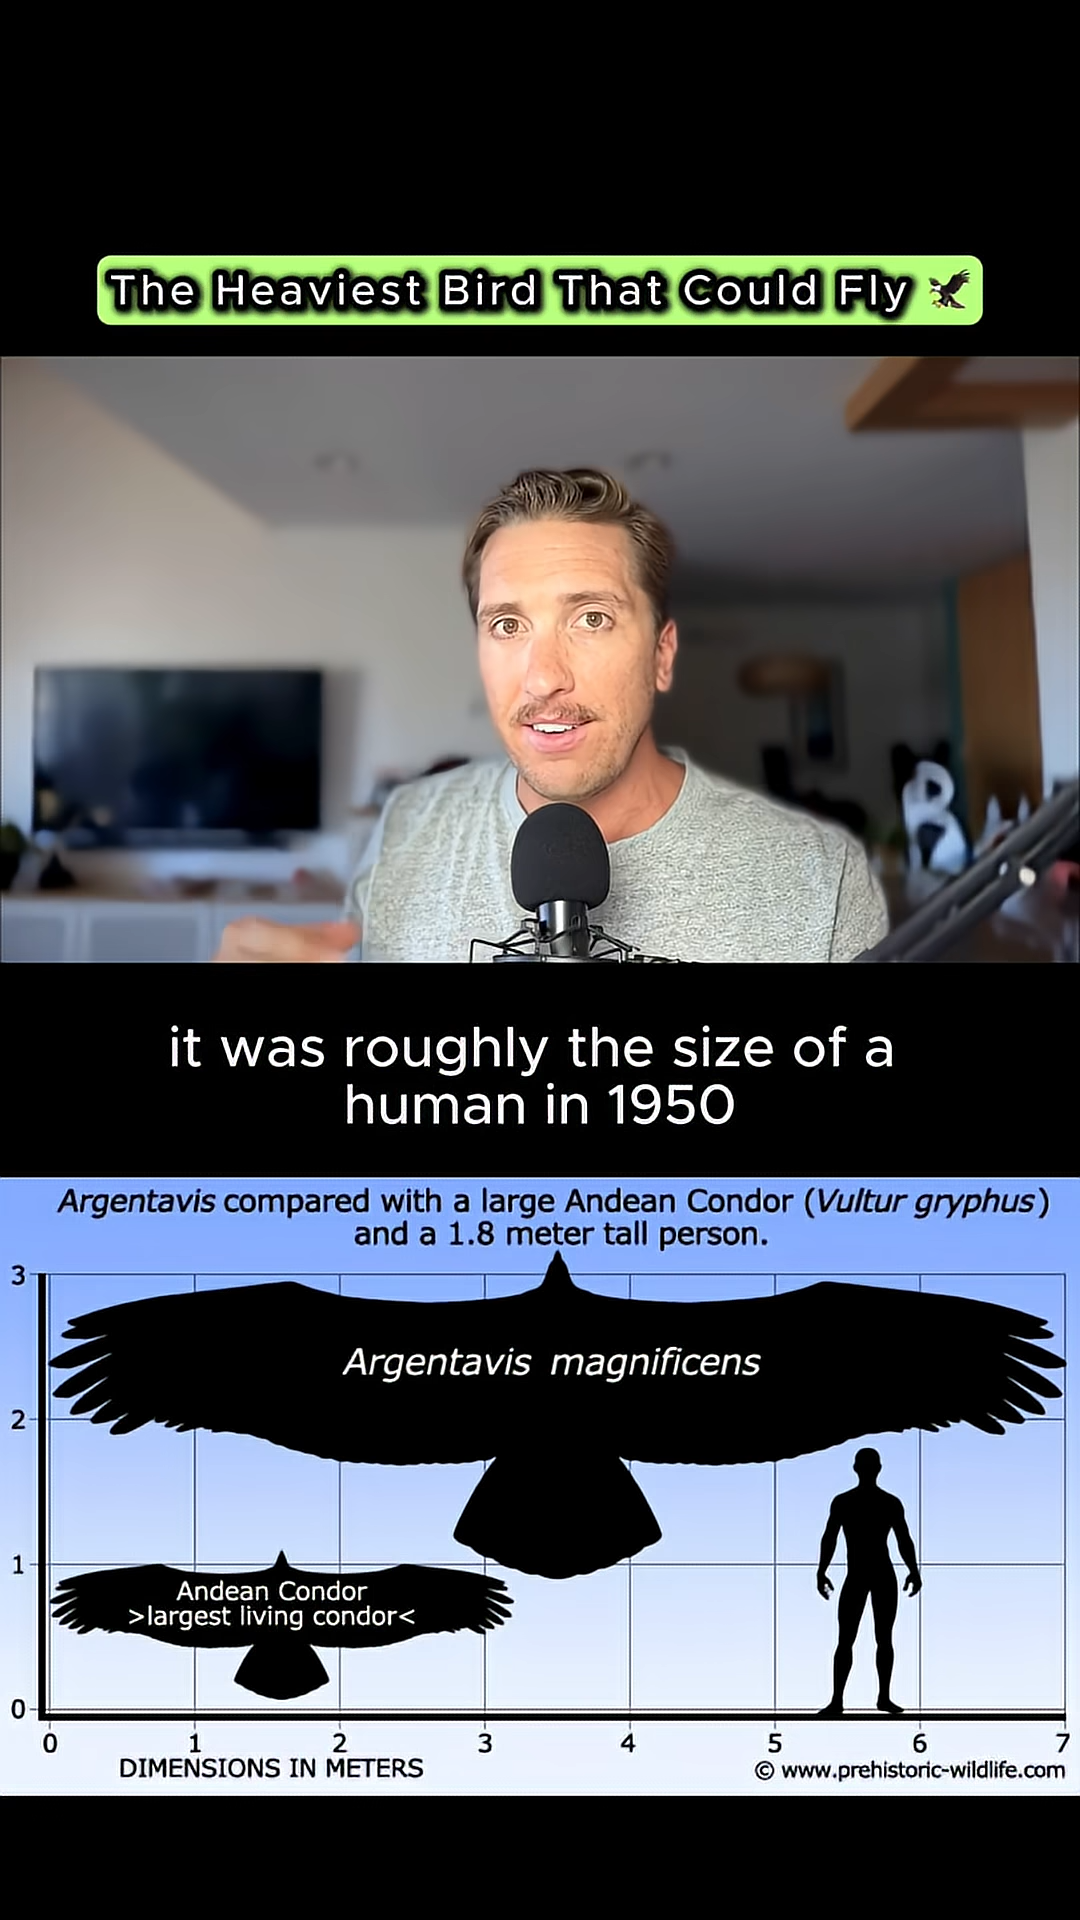 The Heaviest Bird That Could Fly 🦅
it was roughly the size of a
human in 1950
Argentavis compared with a large Andean Condor (Vultur gryphus)
and a 1.8 meter tall person.
3
Argentavis magnificens
2
1
Andean Condor
>largest living condor<
0
0 1 2 3 4 5 6 7
DIMENSIONS IN METERS
© www.prehistoric-wildlife.com